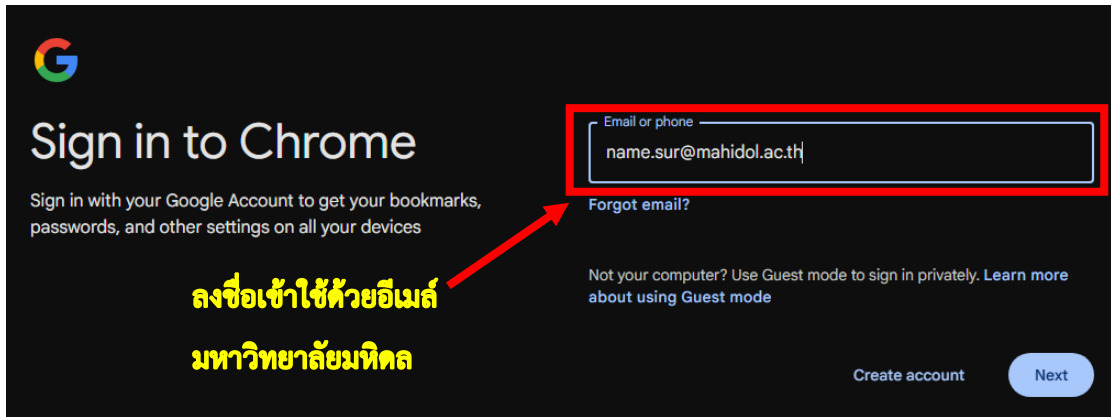 Sign in to Chrome
Sign in with your Google Account to get your bookmarks,
passwords, and other settings on all your devices
Email or phone
name.sur@mahidol.ac.th
Forgot email?
ลงชื่อเข้าใช้ด้วยอีเมล์
มหาวิทยาลัยมหิดล
Not your computer? Use Guest mode to sign in privately. Learn more
about using Guest mode
Create account
Next